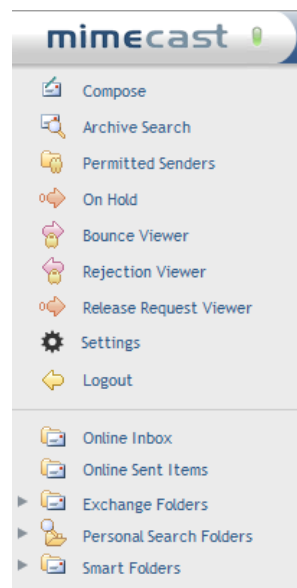 mimecast
Compose
Archive Search
Permitted Senders
On Hold
Bounce Viewer
Rejection Viewer
Release Request Viewer
Settings
Logout
Online Inbox
Online Sent Items
Exchange Folders
Personal Search Folders
Smart Folders